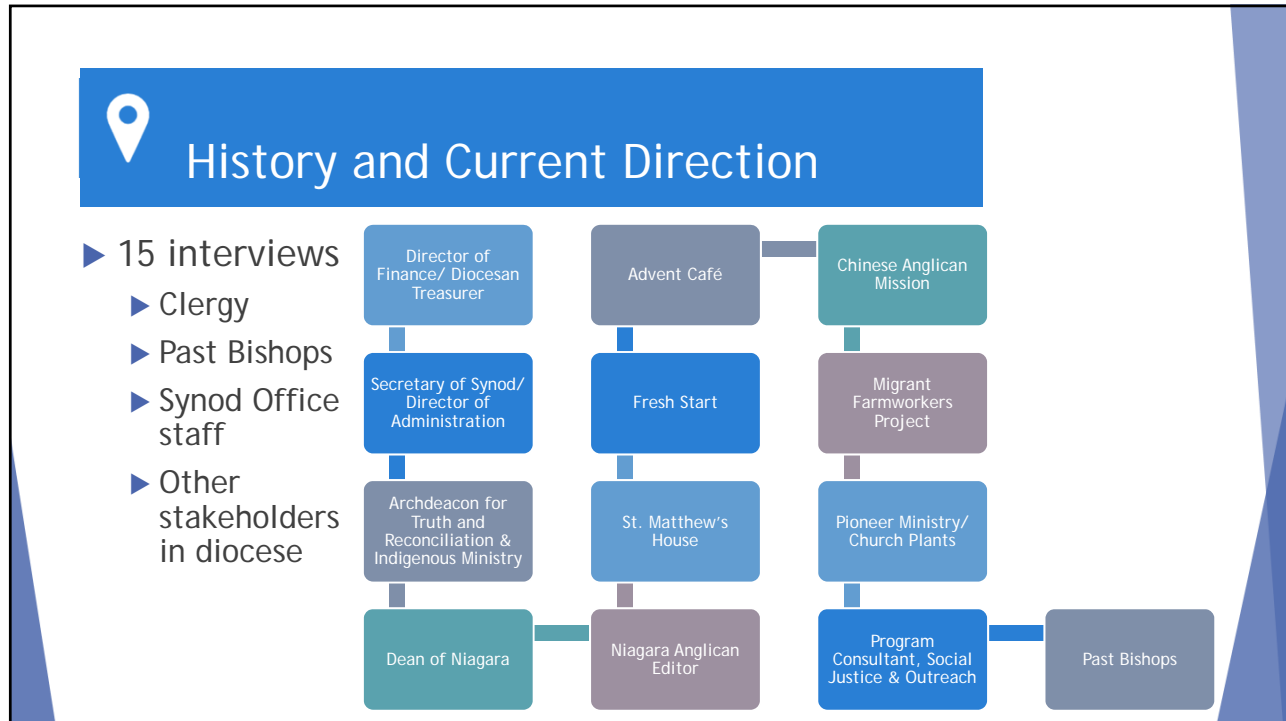 History and Current Direction
15 interviews
Clergy
Past Bishops
Synod Office
staff
Other
stakeholders
in diocese
Director of
Finance/ Diocesan
Treasurer
Secretary of Synod/
Director of
Administration
Archdeacon for
Truth and
Reconciliation &
Indigenous Ministry
Dean of Niagara
Niagara Anglican
Editor
St. Matthew's
House
Fresh Start
Advent Café
Chinese Anglican
Mission
Migrant
Farmworkers
Project
Pioneer Ministry/
Church Plants
Program
Consultant, Social
Justice & Outreach
Past Bishops